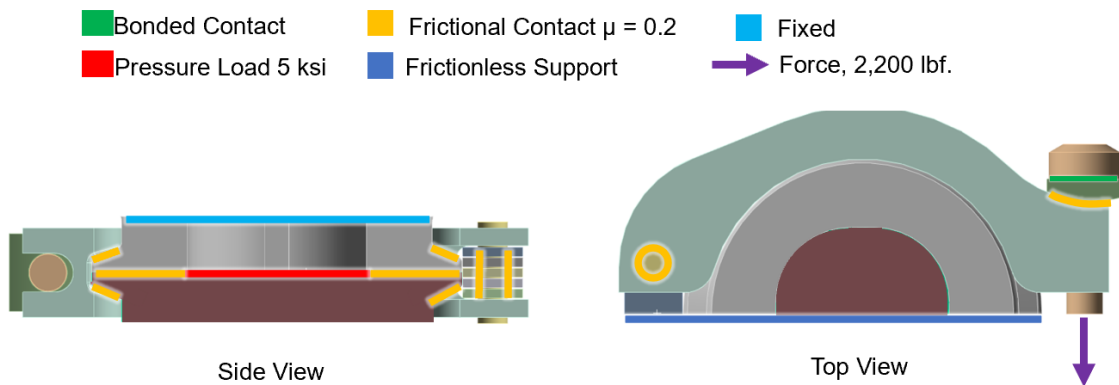 Bonded Contact
Frictional Contact µ = 0.2
Fixed
Pressure Load 5 ksi
Frictionless Support
Force, 2,200 lbf.
Side View
Top View